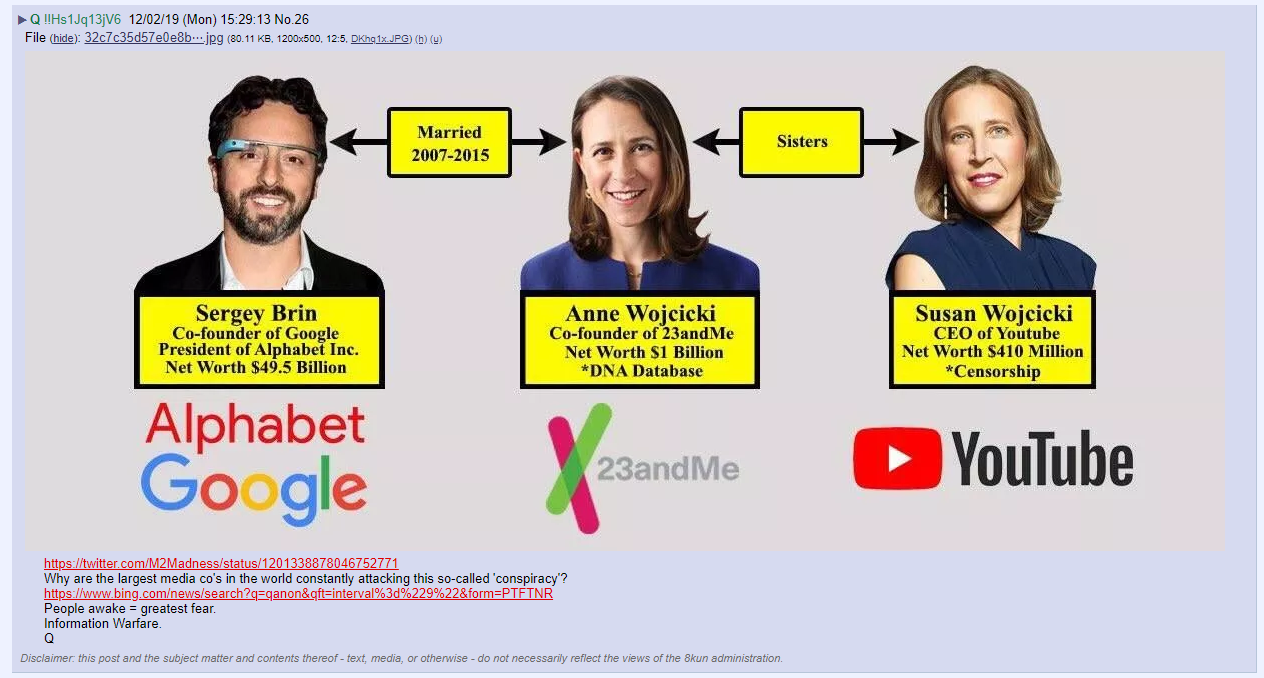 Q !!Hs1Jq13jV6 12/02/19 (Mon) 15:29:13 No.26
File (hide): 32c7c35d57e0e8b⋯.jpg (80.11 KB, 1200x500, 12:5, DKhq1x.JPG) (h) (u)
Married
2007-2015
Sisters
Sergey Brin
Co-founder of Google
President of Alphabet Inc.
Net Worth $49.5 Billion
Anne Wojcicki
Co-founder of 23andMe
Net Worth $1 Billion
*DNA Database
Susan Wojcicki
CEO of Youtube
Net Worth $410 Million
*Censorship
Alphabet
Google
23andMe
YouTube
https://twitter.com/M2Madness/status/1201338878046752771
Why are the largest media co's in the world constantly attacking this so-called 'conspiracy'?
https://www.bing.com/news/search?q=qanon&qft=interval%3d%229%22&form=PTFTNR
People awake = greatest fear.
Information Warfare.
Q
Disclaimer: this post and the subject matter and contents thereof - text, media, or otherwise - do not necessarily reflect the views of the 8kun administration.